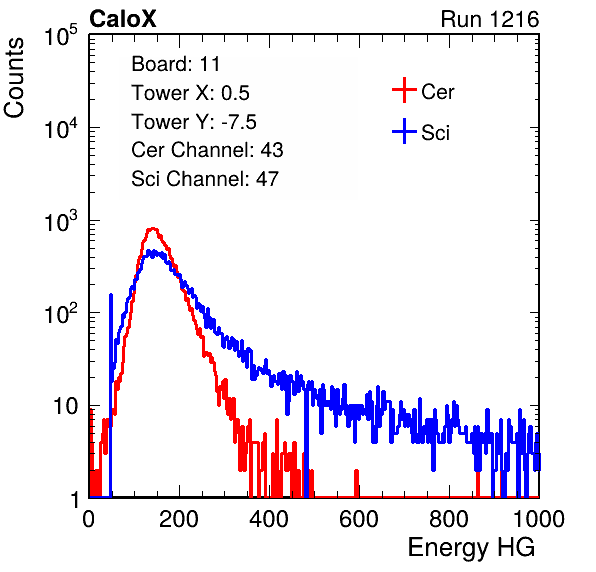 CaloX Run 1216
Counts
10^5
10^4
10^3
10^2
10
1
Board: 11
Tower X: 0.5
Tower Y: -7.5
Cer Channel: 43
Sci Channel: 47
Cer
Sci
0 200 400 600 800 1000
Energy HG